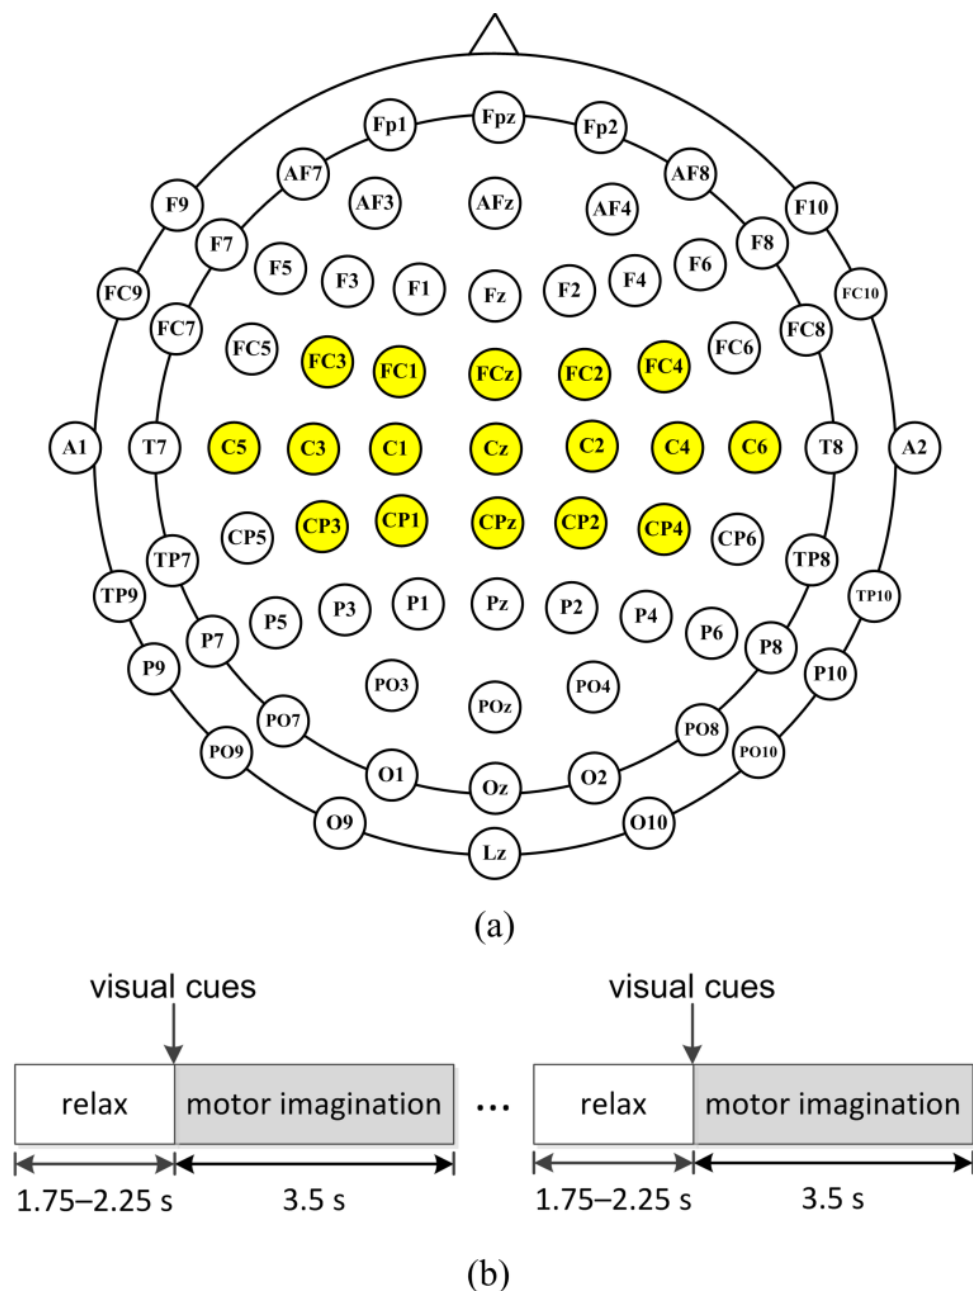 Fpz
Fp1 Fp2
AF7 AF8
AF3 AFz AF4
F9 F10
F7 F8
F5 F6
F3 F1 Fz F2 F4
FC9 FC10
FC7 FC8
FC5 FC6
FC3 FC1 FCz FC2 FC4
A1 T7 C5 C3 C1 Cz C2 C4 C6 T8 A2
CP3 CP1 CPz CP2 CP4
CP5 CP6
TP7 TP8
TP9 TP10
P5 P3 P1 Pz P2 P4 P6
P7 P8
P9 P10
PO3 POz PO4
PO7 PO8
PO9 PO10
O1 Oz O2
O9 O10
Lz
(a)
visual cues visual cues
relax motor imagination ... relax motor imagination
1.75–2.25 s 3.5 s 1.75–2.25 s 3.5 s
(b)